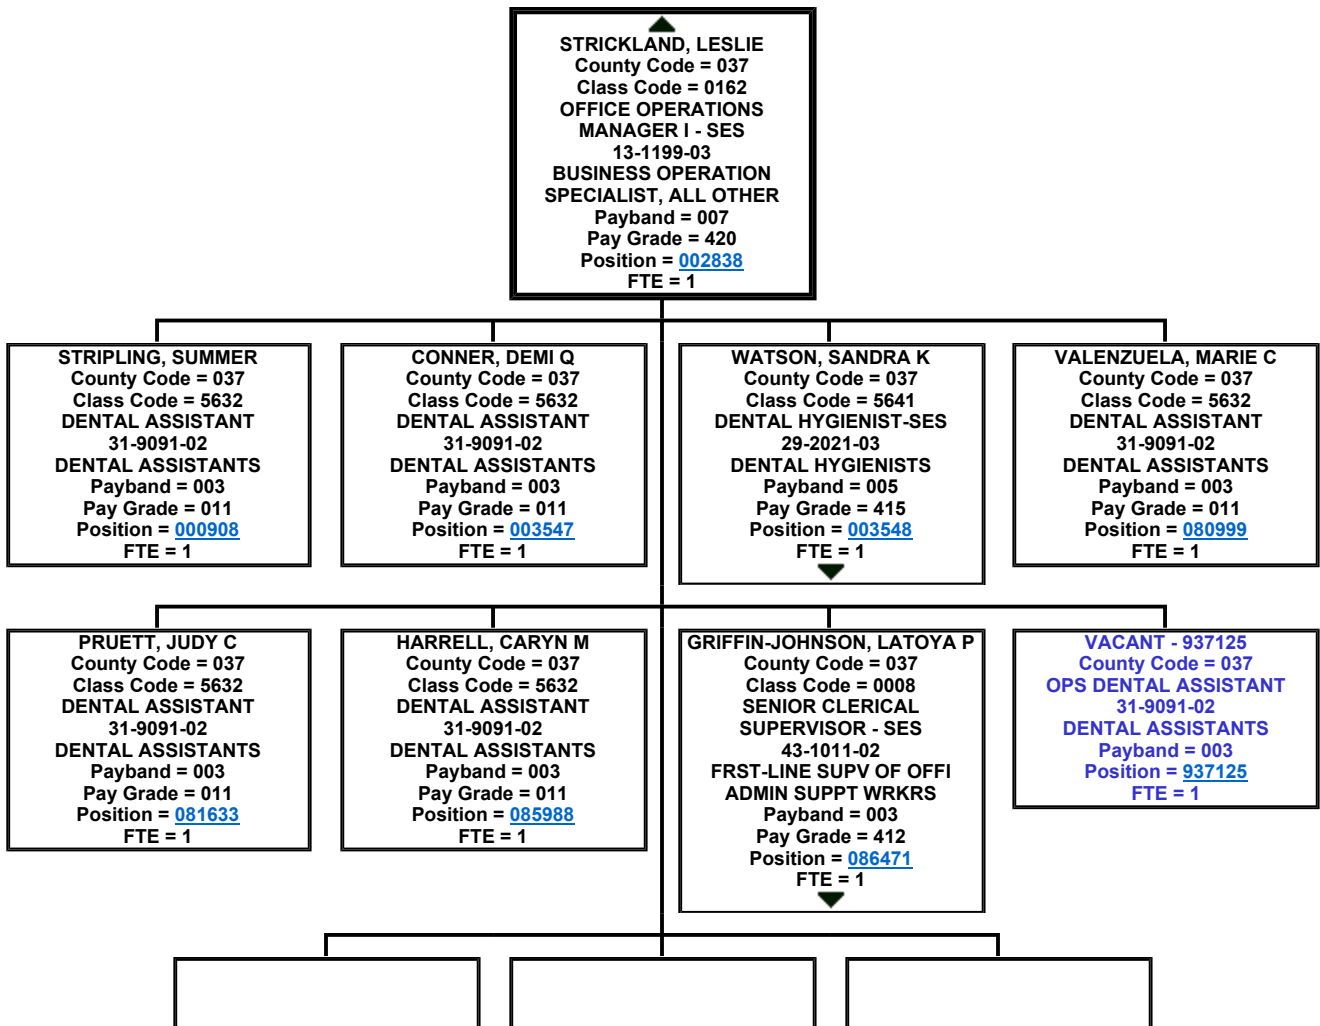 STRICKLAND, LESLIE
County Code = 037
Class Code = 0162
OFFICE OPERATIONS
MANAGER I - SES
13-1199-03
BUSINESS OPERATION
SPECIALIST, ALL OTHER
Payband = 007
Pay Grade = 420
Position = 002838
FTE = 1
STRIPLING, SUMMER
County Code = 037
Class Code = 5632
DENTAL ASSISTANT
31-9091-02
DENTAL ASSISTANTS
Payband = 003
Pay Grade = 011
Position = 000908
FTE = 1
CONNER, DEMI Q
County Code = 037
Class Code = 5632
DENTAL ASSISTANT
31-9091-02
DENTAL ASSISTANTS
Payband = 003
Pay Grade = 011
Position = 003547
FTE = 1
WATSON, SANDRA K
County Code = 037
Class Code = 5641
DENTAL HYGIENIST-SES
29-2021-03
DENTAL HYGIENISTS
Payband = 005
Pay Grade = 415
Position = 003548
FTE = 1
VALENZUELA, MARIE C
County Code = 037
Class Code = 5632
DENTAL ASSISTANT
31-9091-02
DENTAL ASSISTANTS
Payband = 003
Pay Grade = 011
Position = 080999
FTE = 1
PRUETT, JUDY C
County Code = 037
Class Code = 5632
DENTAL ASSISTANT
31-9091-02
DENTAL ASSISTANTS
Payband = 003
Pay Grade = 011
Position = 081633
FTE = 1
HARRELL, CARYN M
County Code = 037
Class Code = 5632
DENTAL ASSISTANT
31-9091-02
DENTAL ASSISTANTS
Payband = 003
Pay Grade = 011
Position = 085988
FTE = 1
GRIFFIN-JOHNSON, LATOYA P
County Code = 037
Class Code = 0008
SENIOR CLERICAL
SUPERVISOR - SES
43-1011-02
FRST-LINE SUPV OF OFFI
ADMIN SUPPT WRKRS
Payband = 003
Pay Grade = 412
Position = 086471
FTE = 1
VACANT - 937125
County Code = 037
OPS DENTAL ASSISTANT
31-9091-02
DENTAL ASSISTANTS
Payband = 003
Position = 937125
FTE = 1